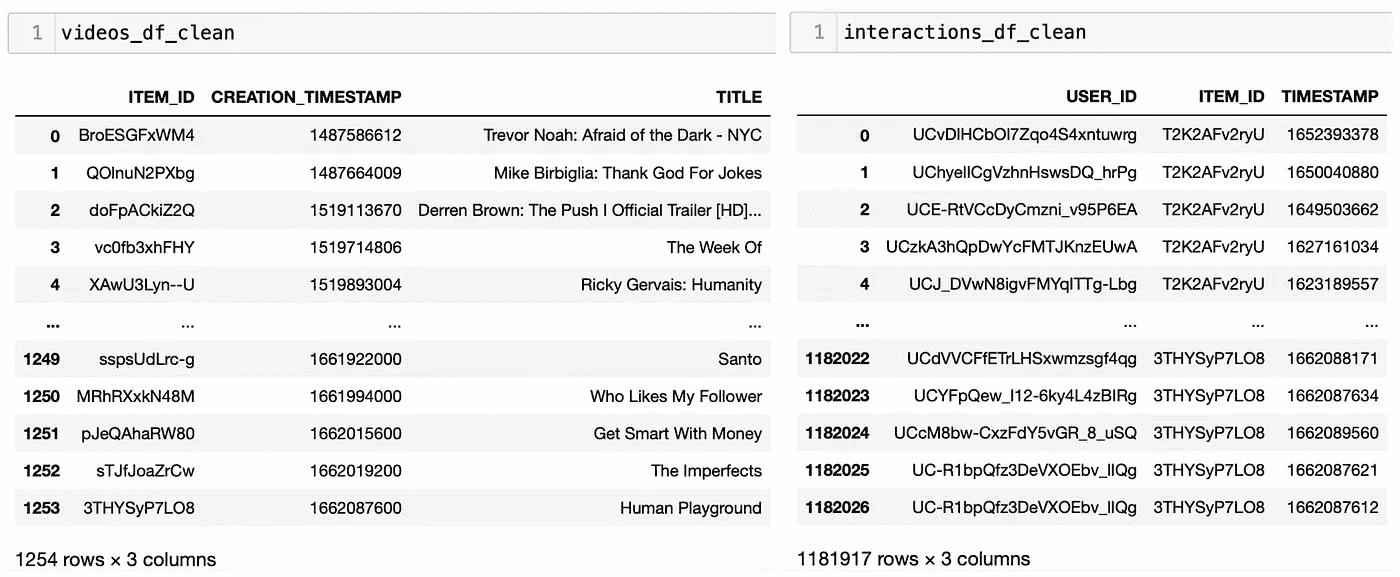 1 videos_df_clean
ITEM_ID CREATION_TIMESTAMP TITLE
0 BroESGFxWM4 1487586612 Trevor Noah: Afraid of the Dark - NYC
1 QOlnuN2PXbg 1487664009 Mike Birbiglia: Thank God For Jokes
2 doFpACkiZ2Q 1519113670 Derren Brown: The Push I Official Trailer [HD]...
3 vc0fb3xhFHY 1519714806 The Week Of
4 XAwU3Lyn--U 1519893004 Ricky Gervais: Humanity
... ... ... ...
1249 sspsUdLrc-g 1661922000 Santo
1250 MRhRXxkN48M 1661994000 Who Likes My Follower
1251 pJeQAhaRW80 1662015600 Get Smart With Money
1252 sTJfJoaZrCw 1662019200 The Imperfects
1253 3THYSyP7LO8 1662087600 Human Playground
1254 rows × 3 columns
1 interactions_df_clean
USER_ID ITEM_ID TIMESTAMP
0 UCvDlHCbOl7Zqo4S4xntuwrg T2K2AFv2ryU 1652393378
1 UChyelICgVzhnHswsDQ_hrPg T2K2AFv2ryU 1650040880
2 UCE-RtVCcDyCmzni_v95P6EA T2K2AFv2ryU 1649503662
3 UCzkA3hQpDwYcFMTJKnzEUwA T2K2AFv2ryU 1627161034
4 UCJ_DVwN8igvFMYqITTg-Lbg T2K2AFv2ryU 1623189557
... ... ... ...
1182022 UCdVVCFfETrLHSxwmzsgf4qg 3THYSyP7LO8 1662088171
1182023 UCYFpQew_I12-6ky4L4zBIRg 3THYSyP7LO8 1662087634
1182024 UCcM8bw-CxzFdY5vGR_8_uSQ 3THYSyP7LO8 1662089560
1182025 UC-R1bpQfz3DeVXOEbv_lIQg 3THYSyP7LO8 1662087621
1182026 UC-R1bpQfz3DeVXOEbv_lIQg 3THYSyP7LO8 1662087612
1181917 rows × 3 columns